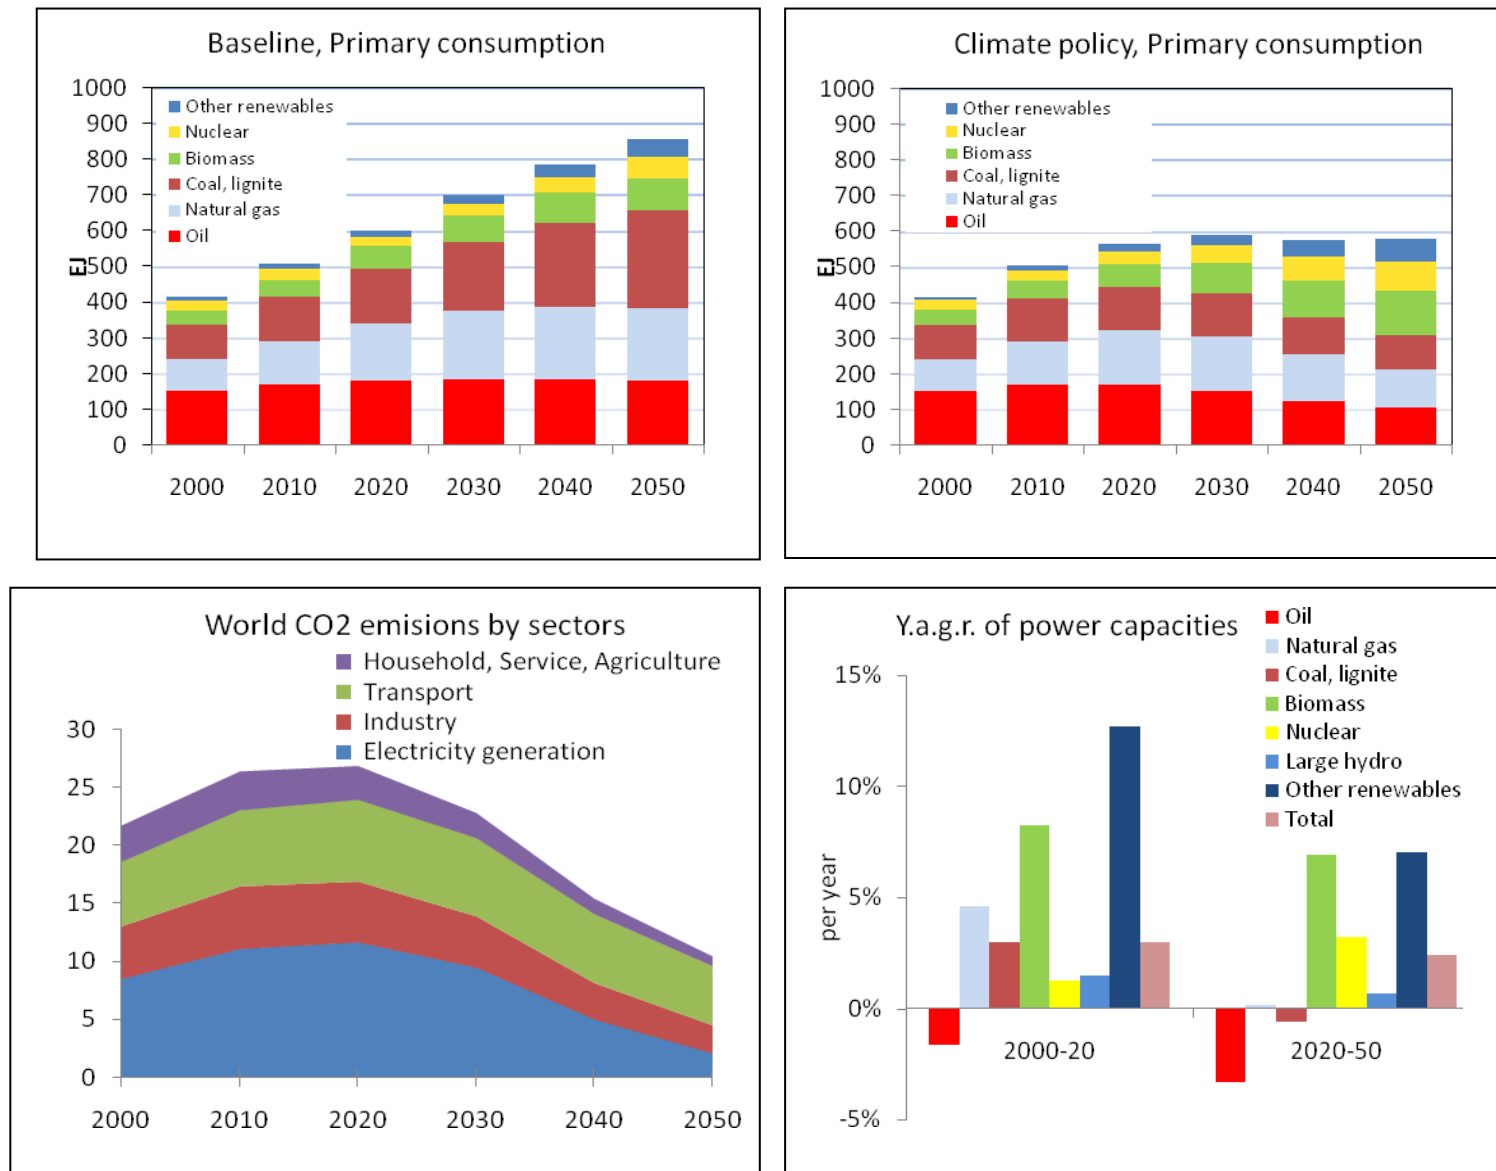 Baseline, Primary consumption
1000
900
800
700
600
500
400
300
200
100
0
EJ
Other renewables
Nuclear
Biomass
Coal, lignite
Natural gas
Oil
2000 2010 2020 2030 2040 2050
Climate policy, Primary consumption
1000
900
800
700
600
500
400
300
200
100
0
EJ
Other renewables
Nuclear
Biomass
Coal, lignite
Natural gas
Oil
2000 2010 2020 2030 2040 2050
World CO2 emisions by sectors
Household, Service, Agriculture
Transport
Industry
Electricity generation
30
25
20
15
10
5
0
2000 2010 2020 2030 2040 2050
Y.a.g.r. of power capacities
Oil
Natural gas
Coal, lignite
Biomass
Nuclear
Large hydro
Other renewables
Total
15%
10%
5%
0%
-5%
per year
2000-20 2020-50